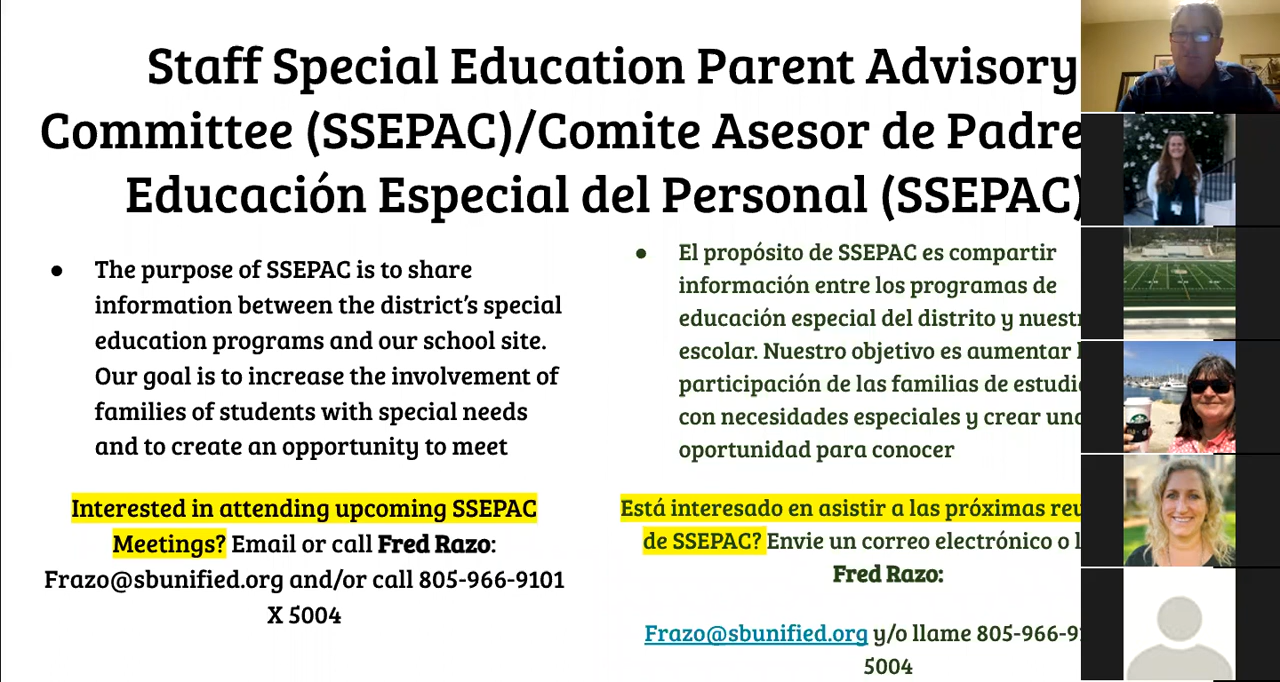 Staff Special Education Parent Advisory
Committee (SSEPAC)/Comite Asesor de Padre
Educación Especial del Personal (SSEPAC)
● The purpose of SSEPAC is to share
information between the district’s special
education programs and our school site.
Our goal is to increase the involvement of
families of students with special needs
and to create an opportunity to meet
Interested in attending upcoming SSEPAC
Meetings? Email or call Fred Razo:
Frazo@sbunified.org and/or call 805-966-9101
X 5004
● El propósito de SSEPAC es compartir
información entre los programas de
educación especial del distrito y
escolar. Nuestro objetivo es aumentar
participación de las familias de
con necesidades especiales y crear
oportunidad para conocer
Está interesado en asistir a las próximas
de SSEPAC? Envie un correo electrónico o
Fred Razo:
Frazo@sbunified.org y/o llame 805-966-
5004